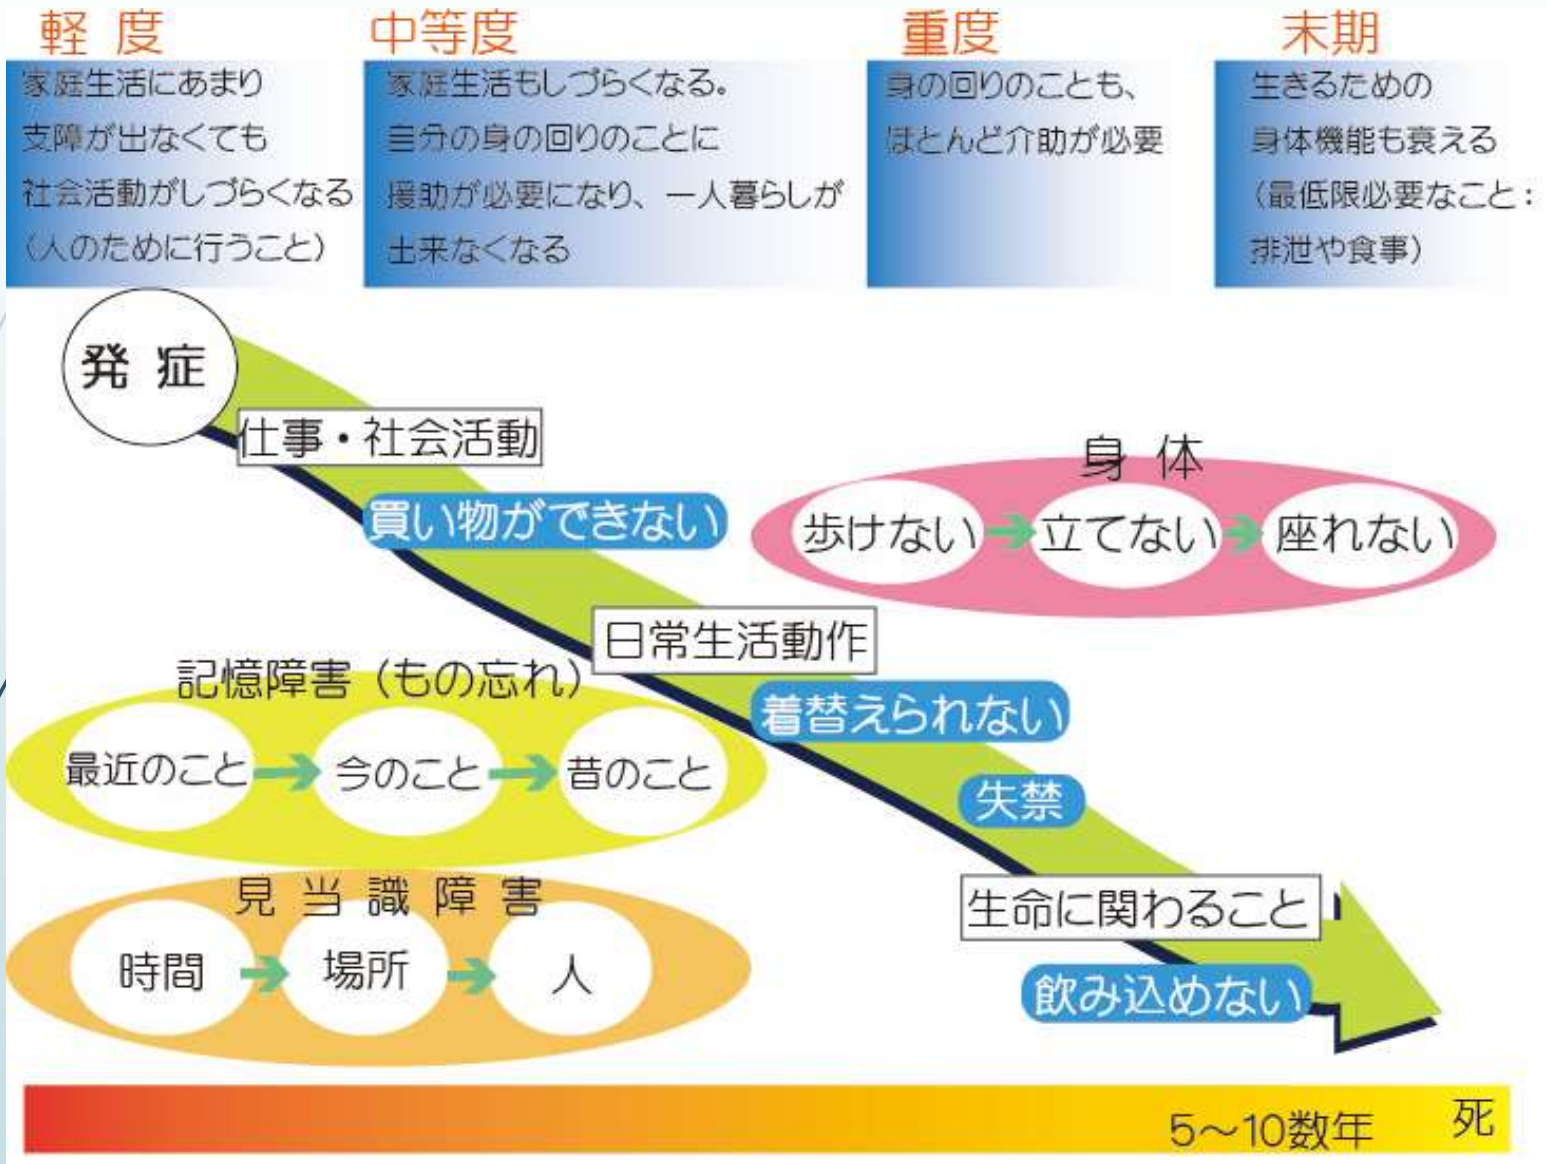 軽 度
家庭生活にあまり
支障が出なくても
社会活動がしづらくなる
（人のために行うこと）
中等度
家庭生活もしづらくなる。
自分の身の回りのことに
援助が必要になり、一人暮らしが
出来なくなる
重度
身の回りのことも、
ほとんど介助が必要
末期
生きるための
身体機能も衰える
（最低限必要なこと：
排泄や食事）
発 症
仕事・社会活動
買い物ができない
身 体
歩けない
立てない
座れない
日常生活動作
着替えられない
失禁
記憶障害（もの忘れ）
最近のこと
今のこと
昔のこと
見当識障害
時間
場所
人
生命に関わること
飲み込めない
5〜10数年
死